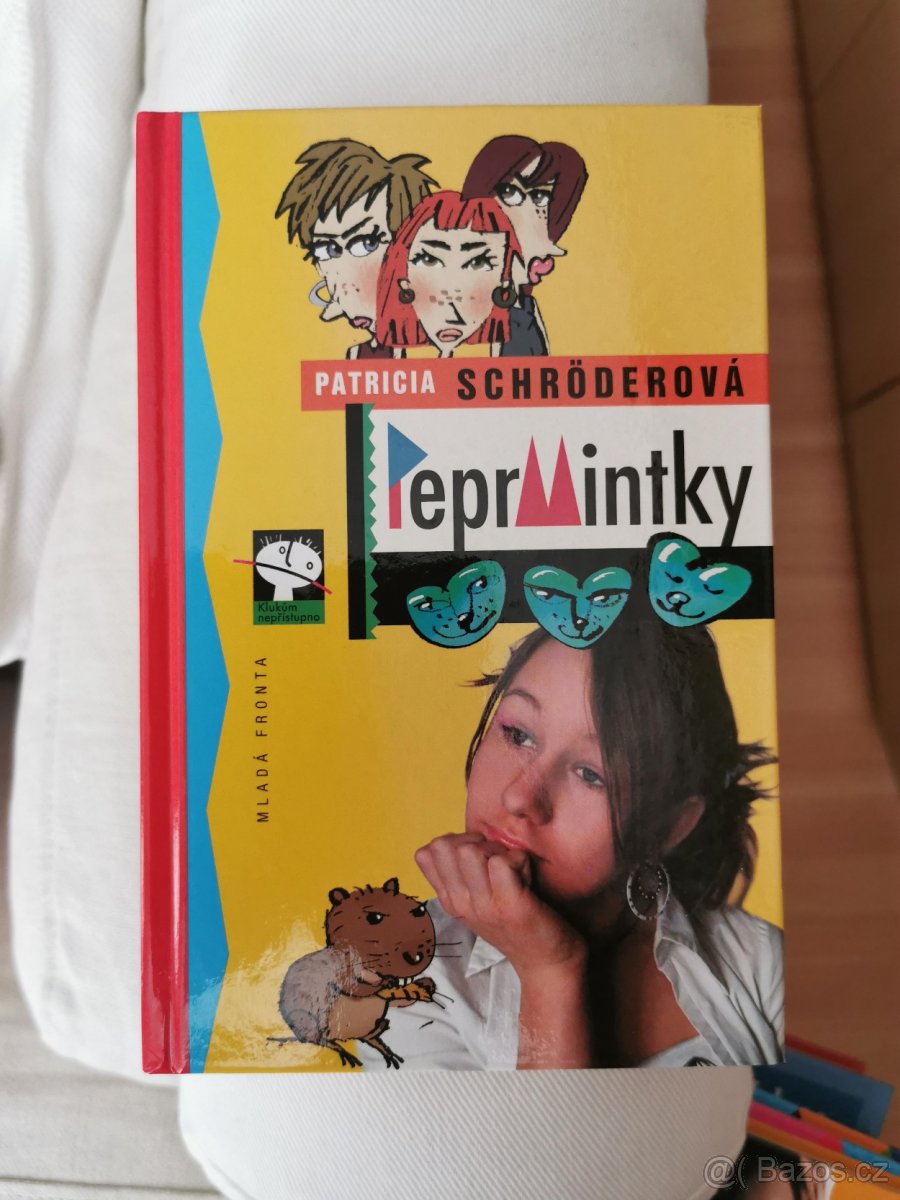 PATRICIA SCHRÖDEROVÁ
PeprMintky
Klukům
nepřístupno
MLADÁ FRONTA
@( Bazos.cz